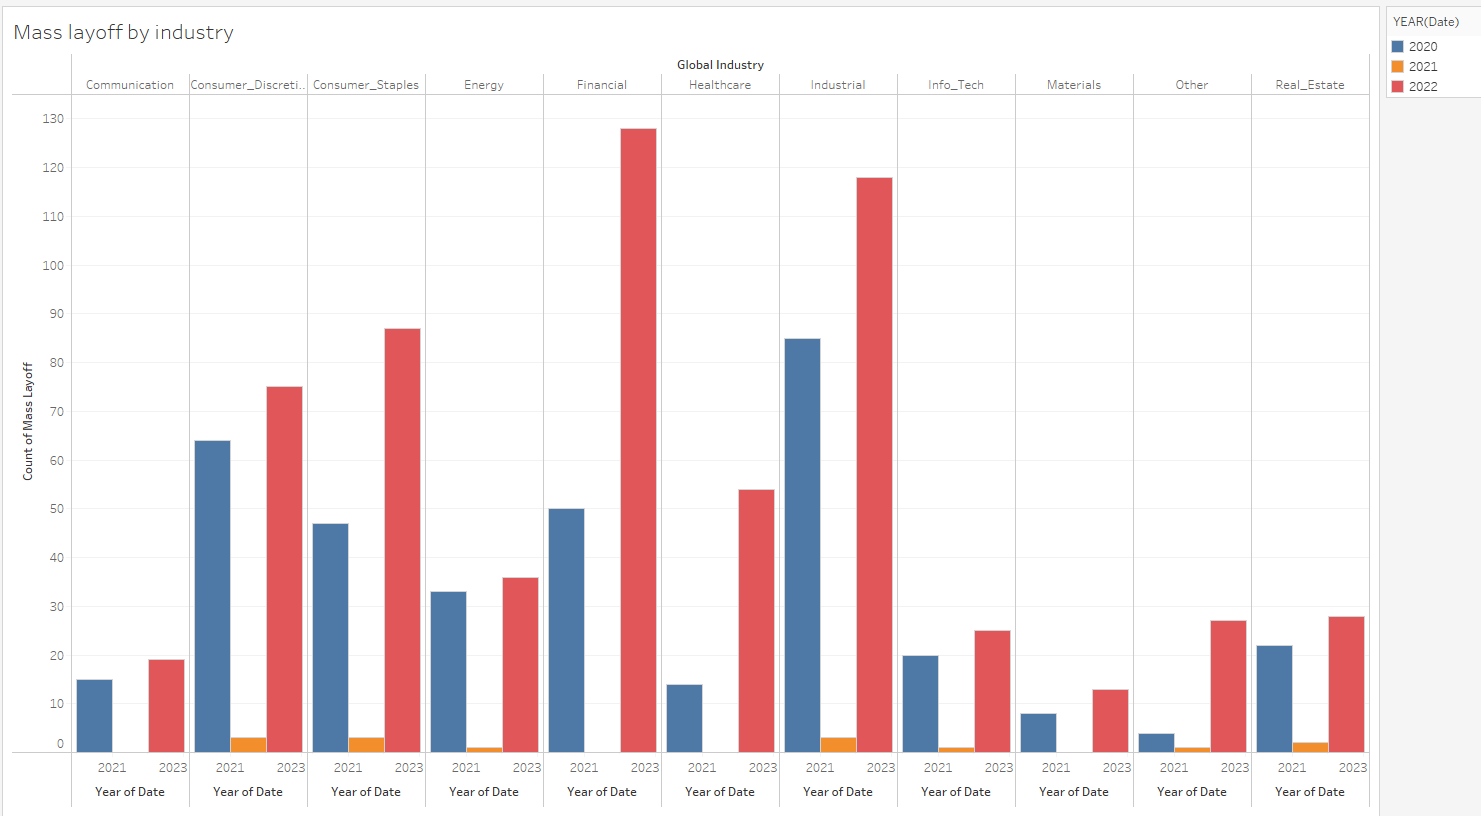 Mass layoff by industry
YEAR(Date)
2020
2021
2022
Global Industry
Communication Consumer_Discreti.. Consumer_Staples Energy Financial Healthcare Industrial Info_Tech Materials Other Real_Estate
130
120
110
100
90
80
70
60
50
40
30
20
10
0
Count of Mass Layoff
2021 2023 2021 2023 2021 2023 2021 2023 2021 2023 2021 2023 2021 2023 2021 2023 2021 2023 2021 2023 2021 2023
Year of Date Year of Date Year of Date Year of Date Year of Date Year of Date Year of Date Year of Date Year of Date Year of Date Year of Date